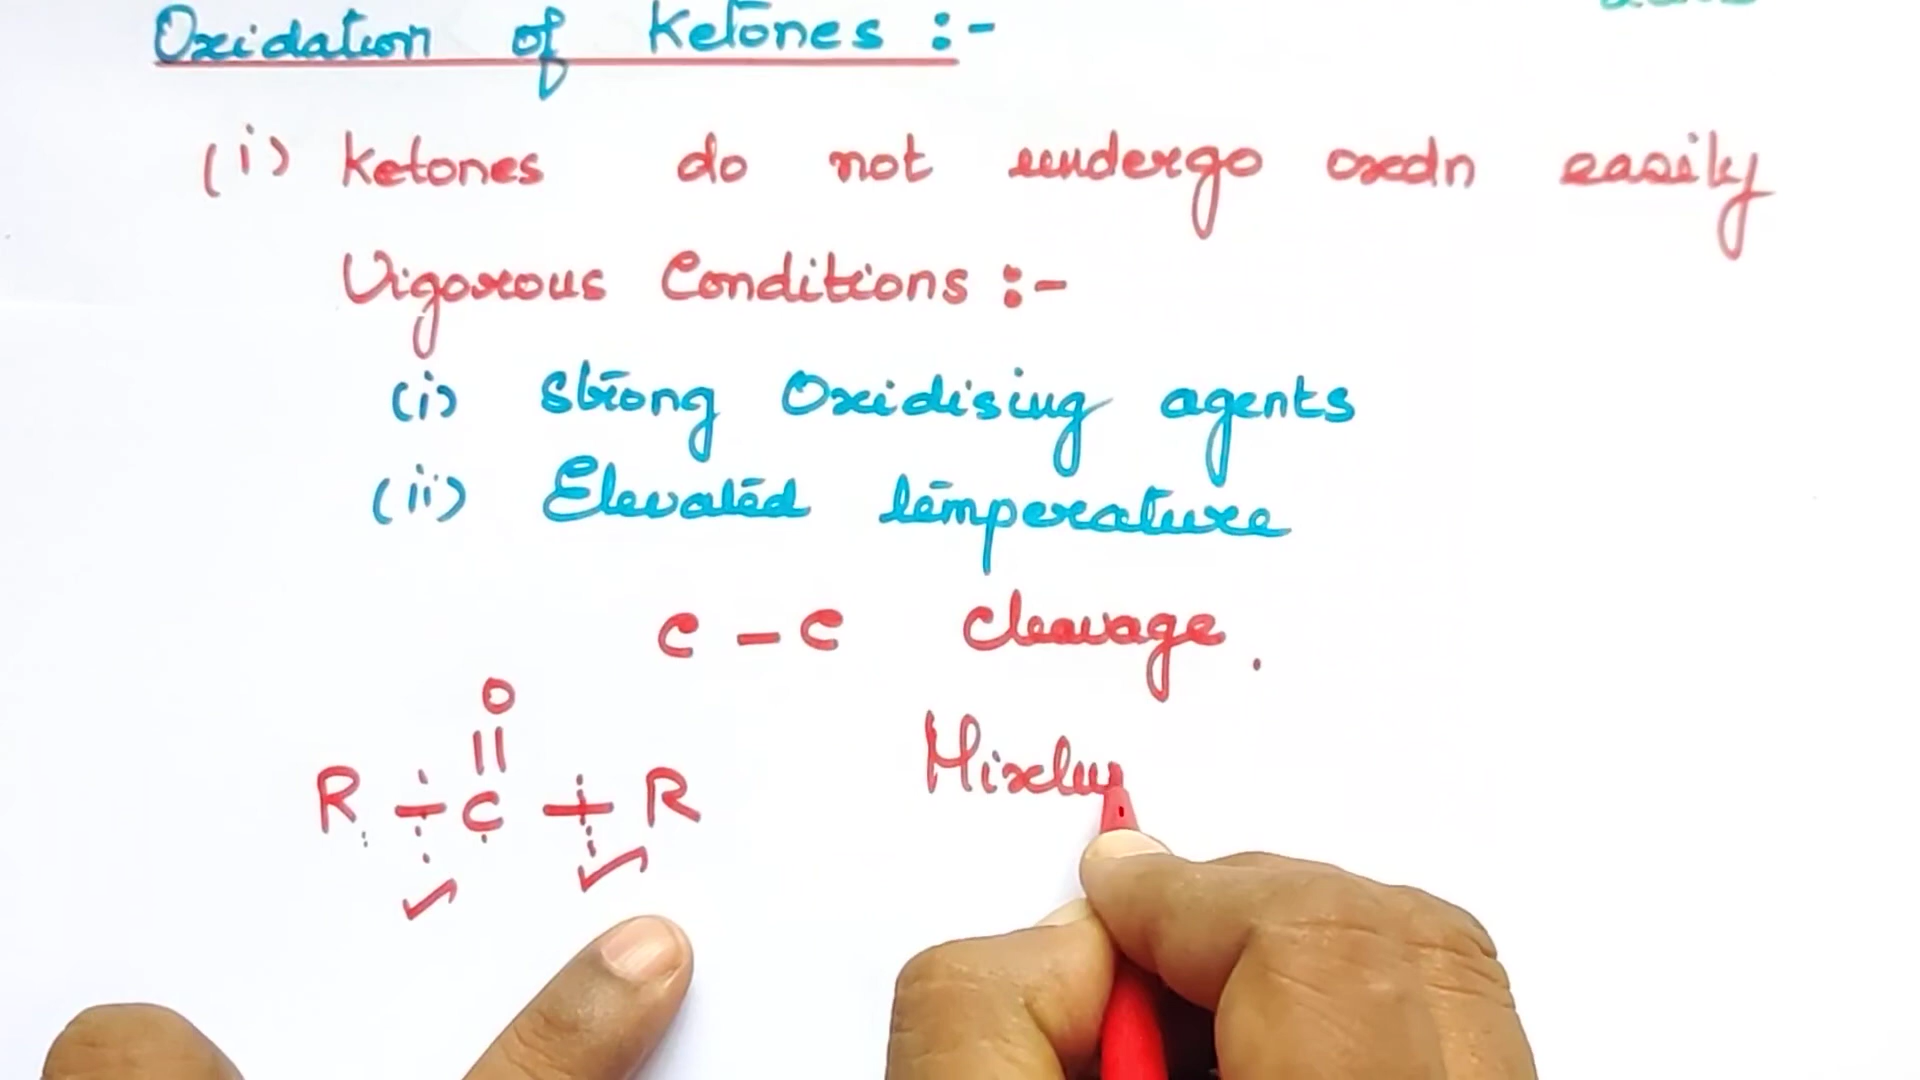 Oxidation of Ketones :-
(i) Ketones do not undergo oxdn easily
Vigorous Conditions :-
(i) Strong Oxidising agents
(ii) Elevated temperature
C - C Cleavage.
O
R - C - R